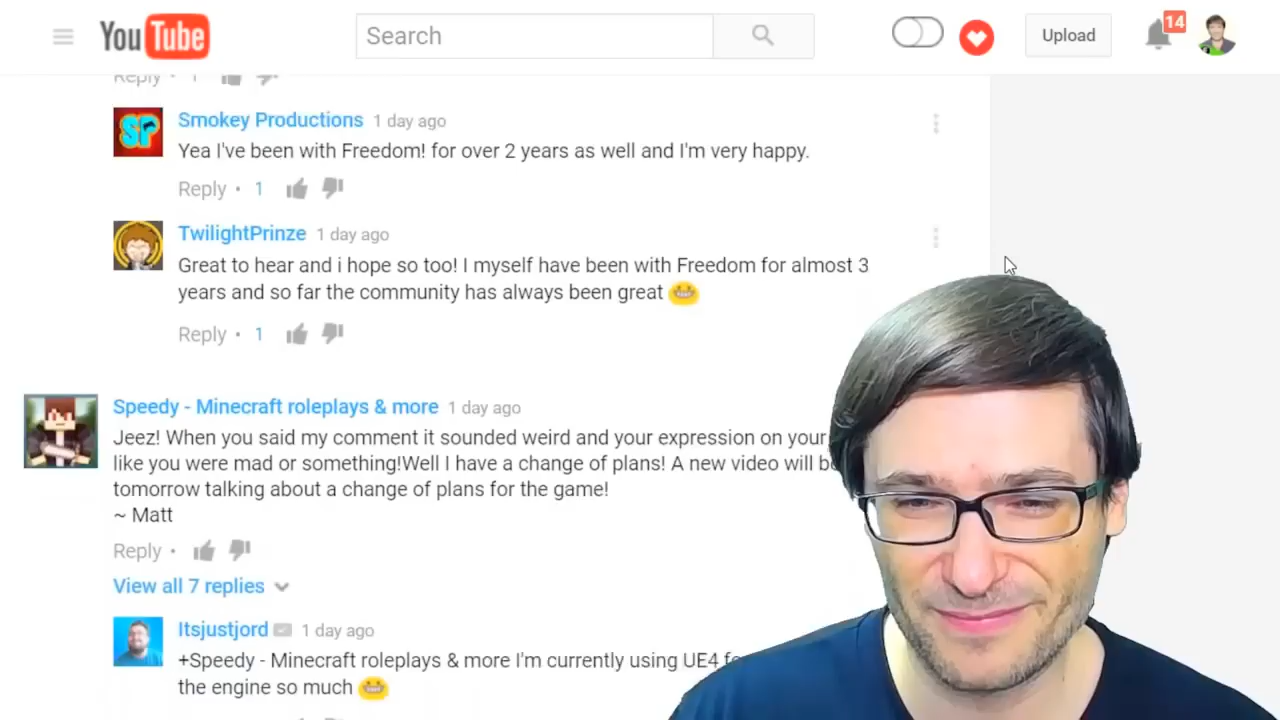 YouTube
Search
Upload
14
Reply • 1
SP
Smokey Productions 1 day ago
Yea I've been with Freedom! for over 2 years as well and I'm very happy.
Reply • 1
TwilightPrinze 1 day ago
Great to hear and i hope so too! I myself have been with Freedom for almost 3
years and so far the community has always been great
Reply • 1
Speedy - Minecraft roleplays & more 1 day ago
Jeez! When you said my comment it sounded weird and your expression on your
like you were mad or something!Well I have a change of plans! A new video will
tomorrow talking about a change of plans for the game!
~ Matt
Reply •
View all 7 replies
Itsjustjord 1 day ago
+Speedy - Minecraft roleplays & more I'm currently using UE4
the engine so much